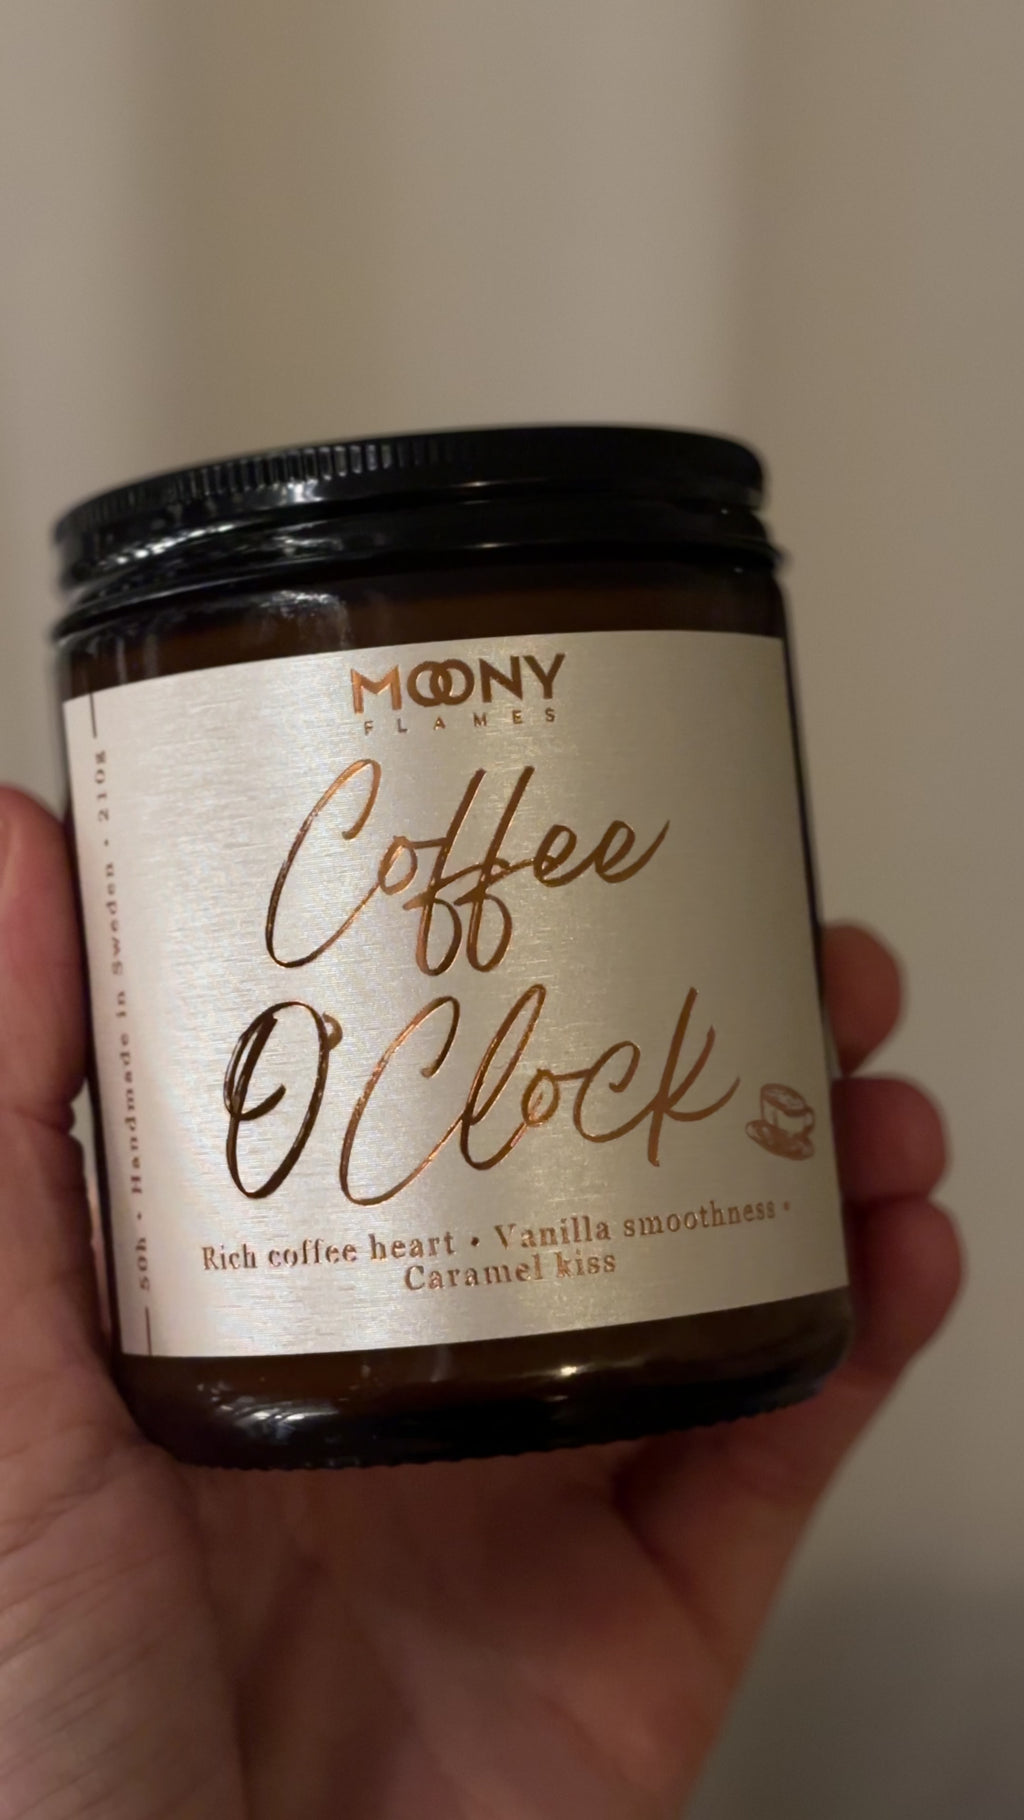 MOONY
FLAMES
Coffee
O'Clock
Rich coffee heart • Vanilla smoothness •
Caramel kiss
50h • Handmade in Sweden • 210g